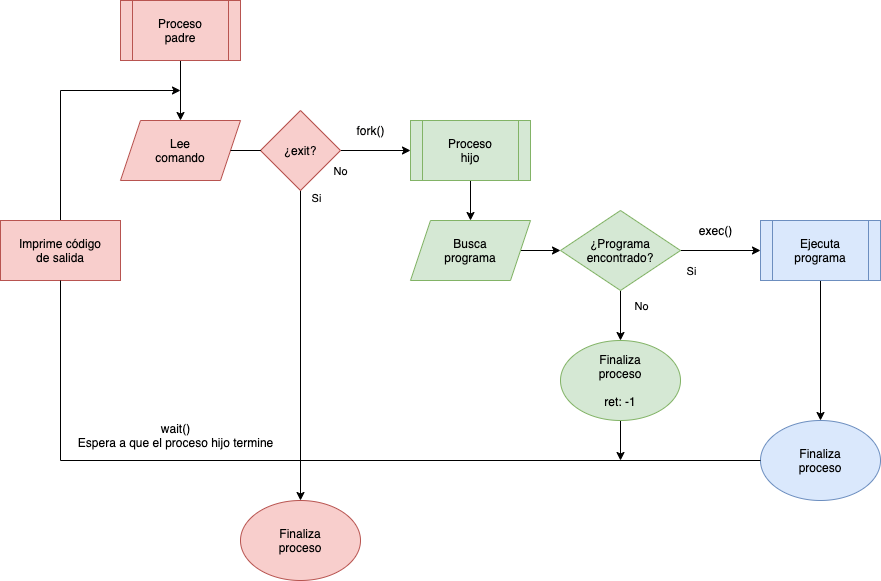 Proceso
padre
Lee
comando
¿exit?
fork()
No
Si
Proceso
hijo
Imprime código
de salida
Busca
programa
¿Programa
encontrado?
exec()
Si
No
Ejecuta
programa
Finaliza
proceso
ret: -1
wait()
Espera a que el proceso hijo termine
Finaliza
proceso
Finaliza
proceso